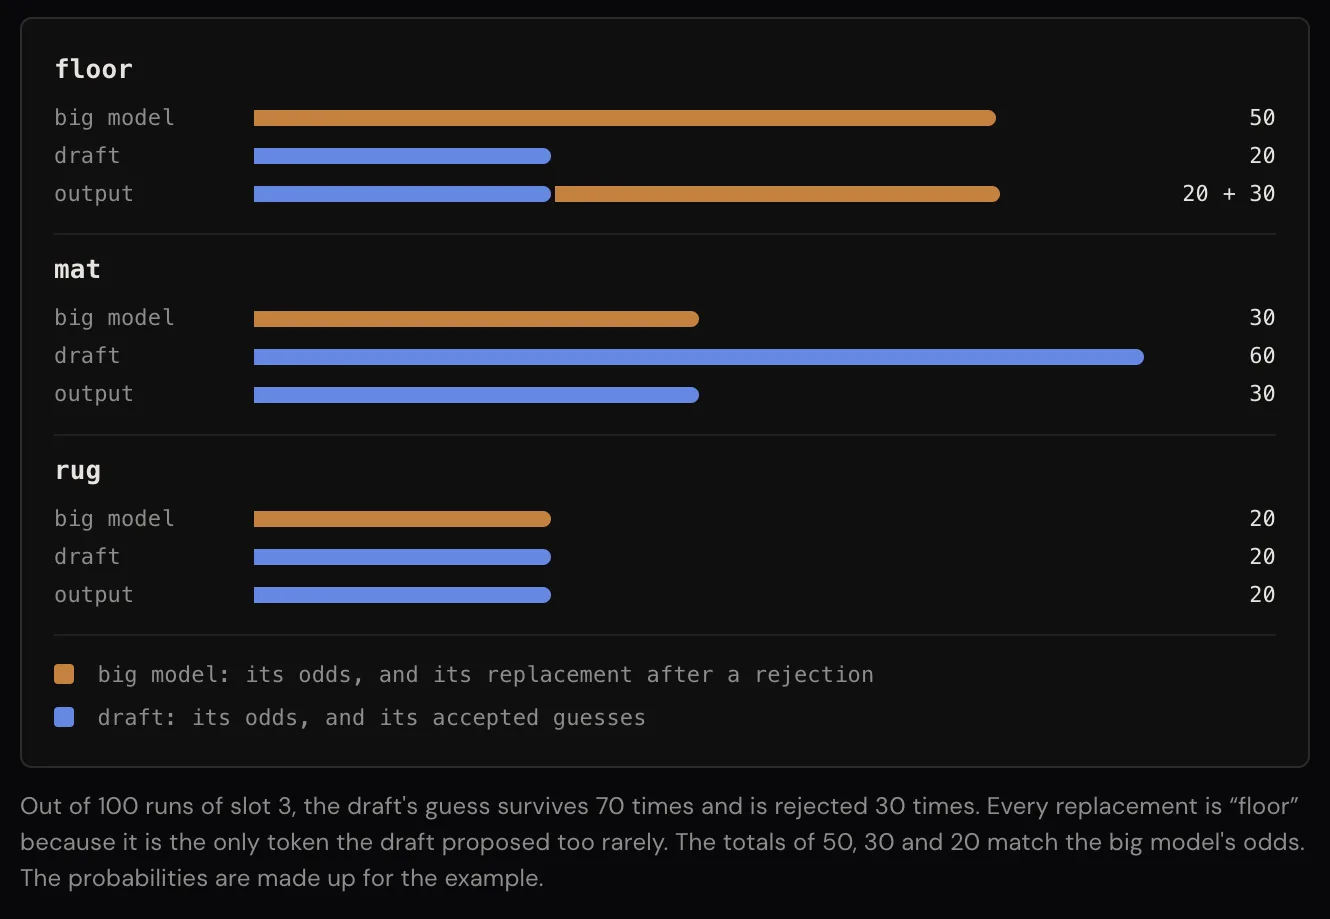 floor
big model 50
draft 20
output 20 + 30
mat
big model 30
draft 60
output 30
rug
big model 20
draft 20
output 20
big model: its odds, and its replacement after a rejection
draft: its odds, and its accepted guesses
Out of 100 runs of slot 3, the draft's guess survives 70 times and is rejected 30 times. Every replacement is “floor”
because it is the only token the draft proposed too rarely. The totals of 50, 30 and 20 match the big model's odds.
The probabilities are made up for the example.